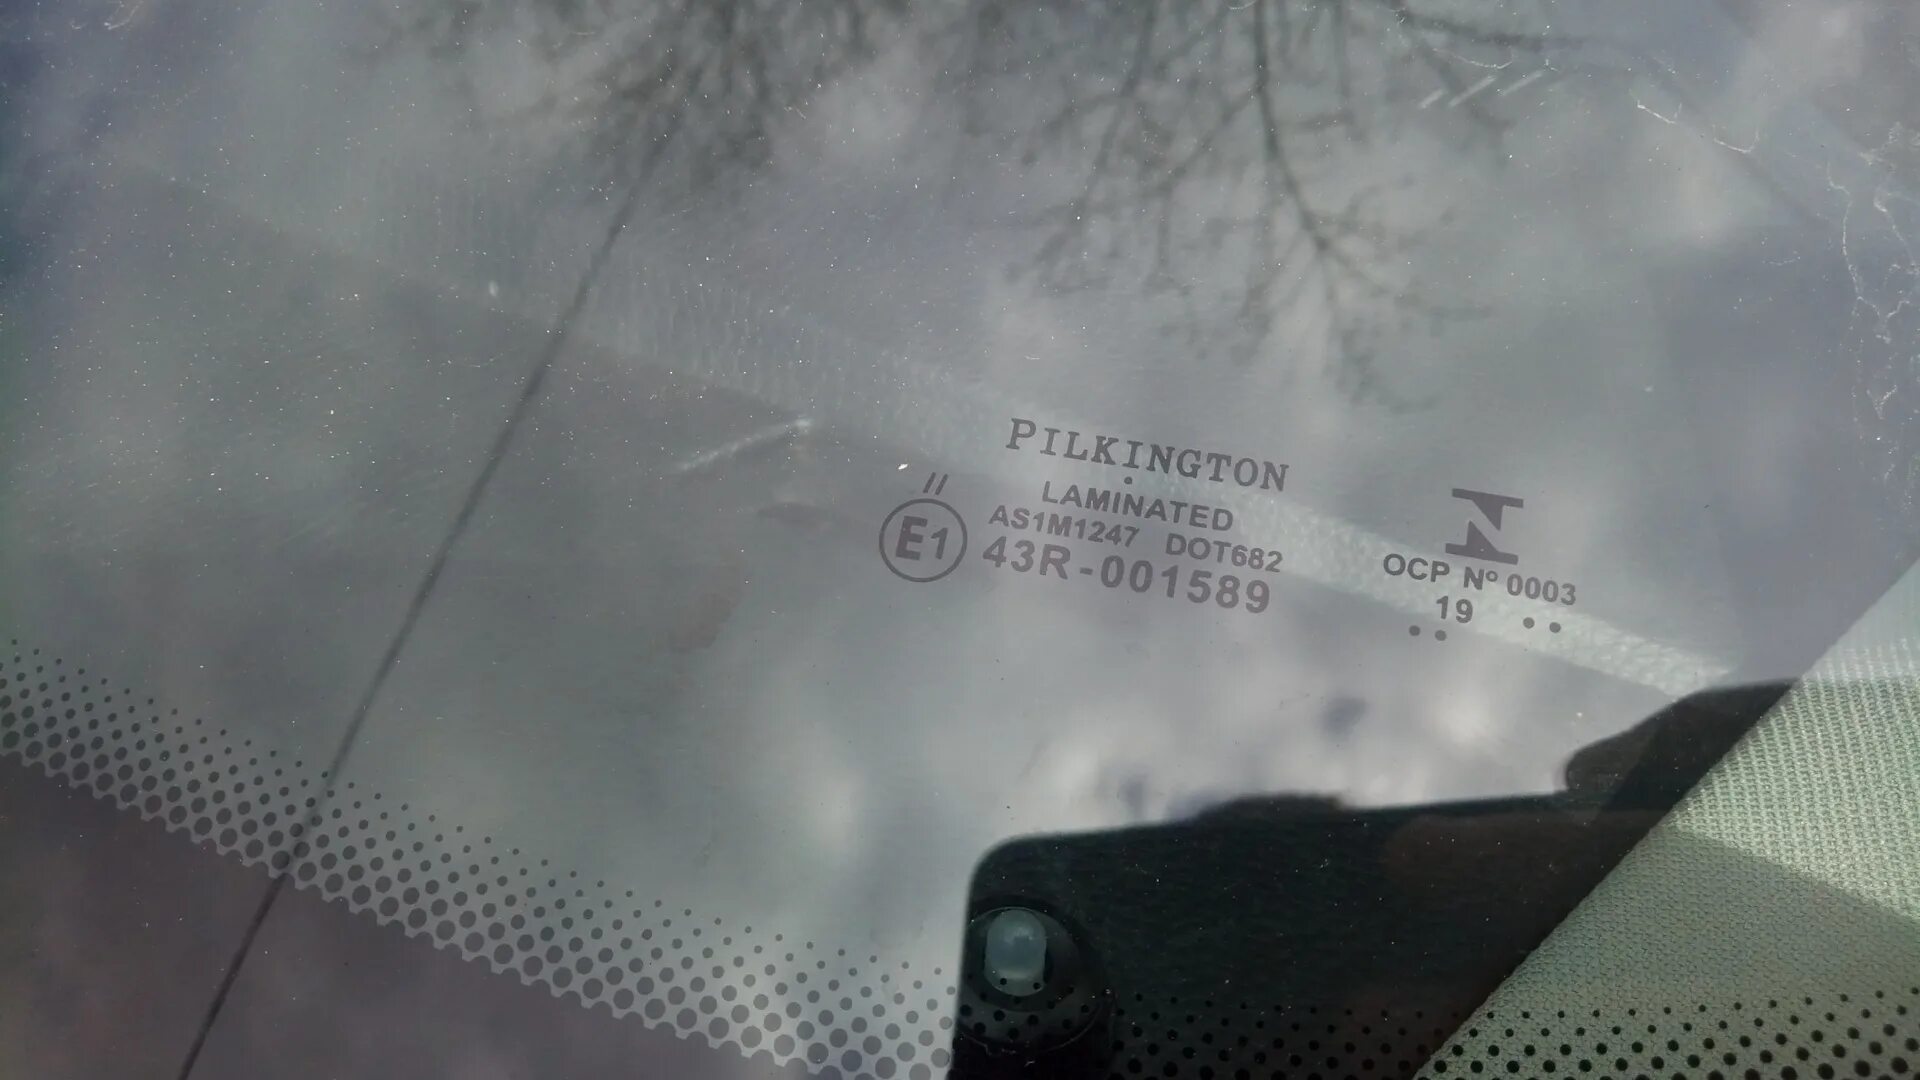 PILKINGTON
LAMINATED
AS1M1247 DOT682
// E1 43R-001589
OCP Nº 0003
19